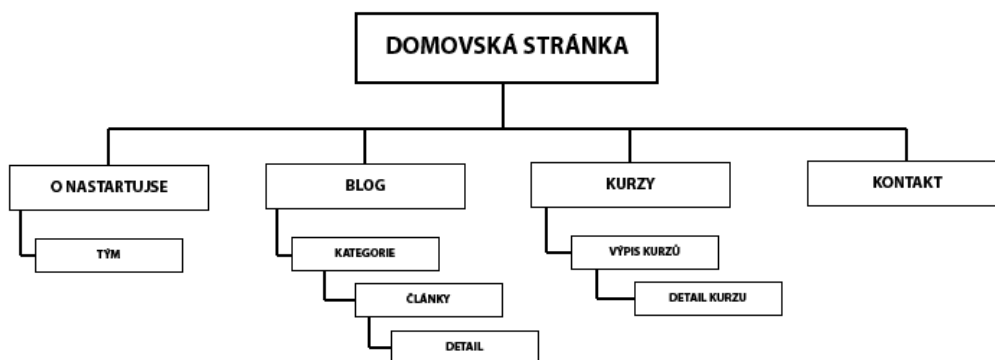 DOMOVSKÁ STRÁNKA
O NASTARTUJSE
BLOG
KURZY
KONTAKT
TÝM
KATEGORIE
VÝPIS KURZŮ
ČLÁNKY
DETAIL KURZU
DETAIL